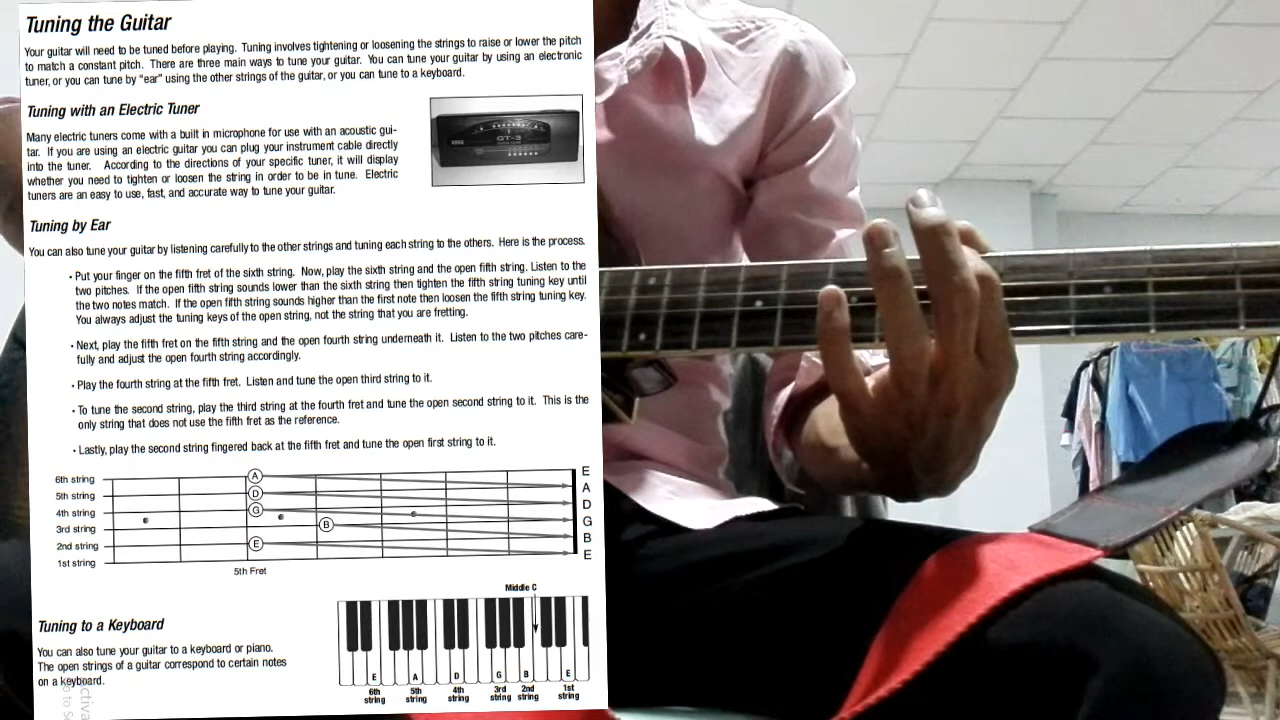 Tuning the Guitar
Your guitar will need to be tuned before playing. Tuning involves tightening or loosening the strings to raise or lower the pitch
to match a constant pitch. There are three main ways to tune your guitar. You can tune your guitar by using an electronic
tuner, or you can tune by "ear" using the other strings of the guitar, or you can tune to a keyboard.
Tuning with an Electric Tuner
Many electric tuners come with a built in microphone for use with an acoustic gui-
tar. If you are using an electric guitar you can plug your instrument cable directly
into the tuner. According to the directions of your specific tuner, it will display
whether you need to tighten or loosen the string in order to be in tune. Electric
tuners are an easy to use, fast, and accurate way to tune your guitar.
GT-3
Tuning by Ear
You can also tune your guitar by listening carefully to the other strings and tuning each string to the others. Here is the process.
• Put your finger on the fifth fret of the sixth string. Now, play the sixth string and the open fifth string. Listen to the
two pitches. If the open fifth string sounds lower than the sixth string then tighten the fifth string tuning key until
the two notes match. If the open fifth string sounds higher than the first note then loosen the fifth string tuning key.
You always adjust the tuning keys of the open string, not the string that you are fretting.
• Next, play the fifth fret on the fifth string and the open fourth string underneath it. Listen to the two pitches care-
fully and adjust the open fourth string accordingly.
• Play the fourth string at the fifth fret. Listen and tune the open third string to it.
• To tune the second string, play the third string at the fourth fret and tune the open second string to it. This is the
only string that does not use the fifth fret as the reference.
• Lastly, play the second string fingered back at the fifth fret and tune the open first string to it.
6th string A E
5th string D A
4th string G D
3rd string B G
2nd string E B
1st string E
5th Fret
Middle C
Tuning to a Keyboard
You can also tune your guitar to a keyboard or piano.
The open strings of a guitar correspond to certain notes
on a keyboard.
E A D G B E
6th 5th 4th 3rd 2nd 1st
string string string string string string